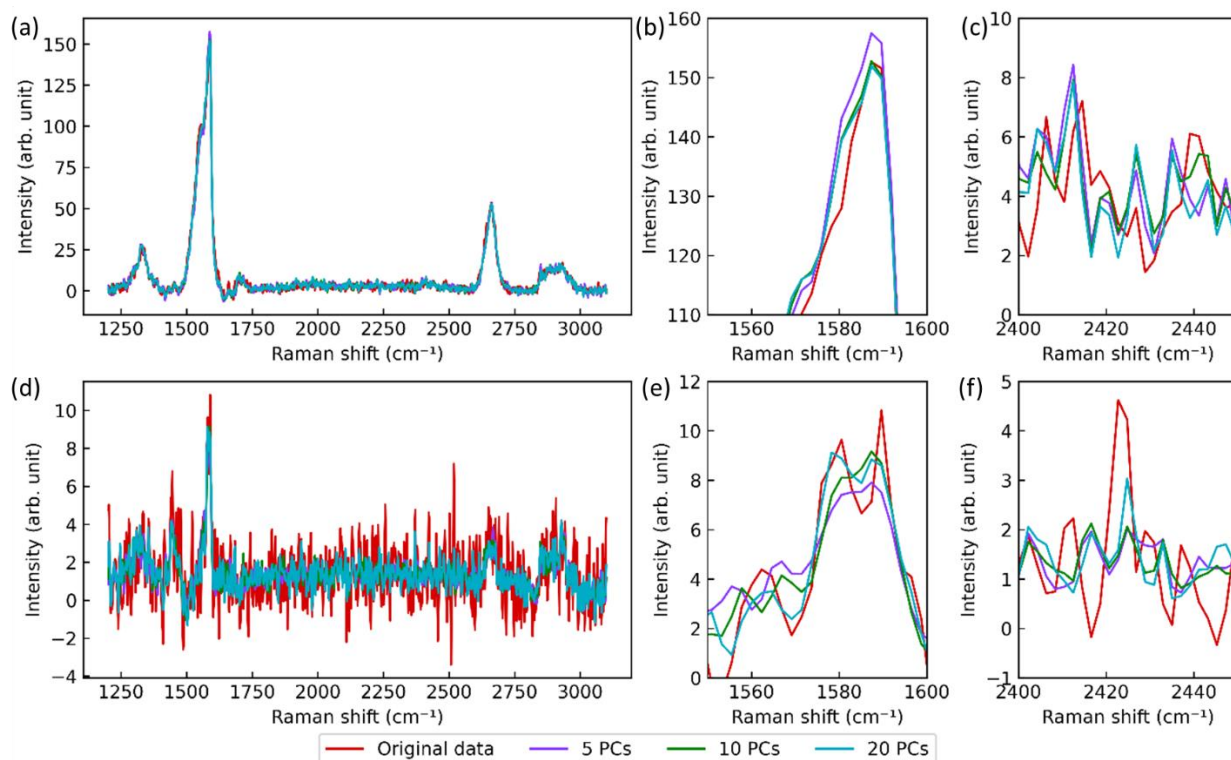 (a)
150
125
100
75
50
25
0
Intensity (arb. unit)
1250 1500 1750 2000 2250 2500 2750 3000
Raman shift (cm⁻¹)
(b)
160
150
140
130
120
110
Intensity (arb. unit)
1560 1580 1600
Raman shift (cm⁻¹)
(c)
10
8
6
4
2
0
Intensity (arb. unit)
2400 2420 2440
Raman shift (cm⁻¹)
(d)
10
8
6
4
2
0
−2
−4
Intensity (arb. unit)
1250 1500 1750 2000 2250 2500 2750 3000
Raman shift (cm⁻¹)
(e)
12
10
8
6
4
2
0
Intensity (arb. unit)
1560 1580 1600
Raman shift (cm⁻¹)
(f)
5
4
3
2
1
0
−1
Intensity (arb. unit)
2400 2420 2440
Raman shift (cm⁻¹)
Original data 5 PCs 10 PCs 20 PCs